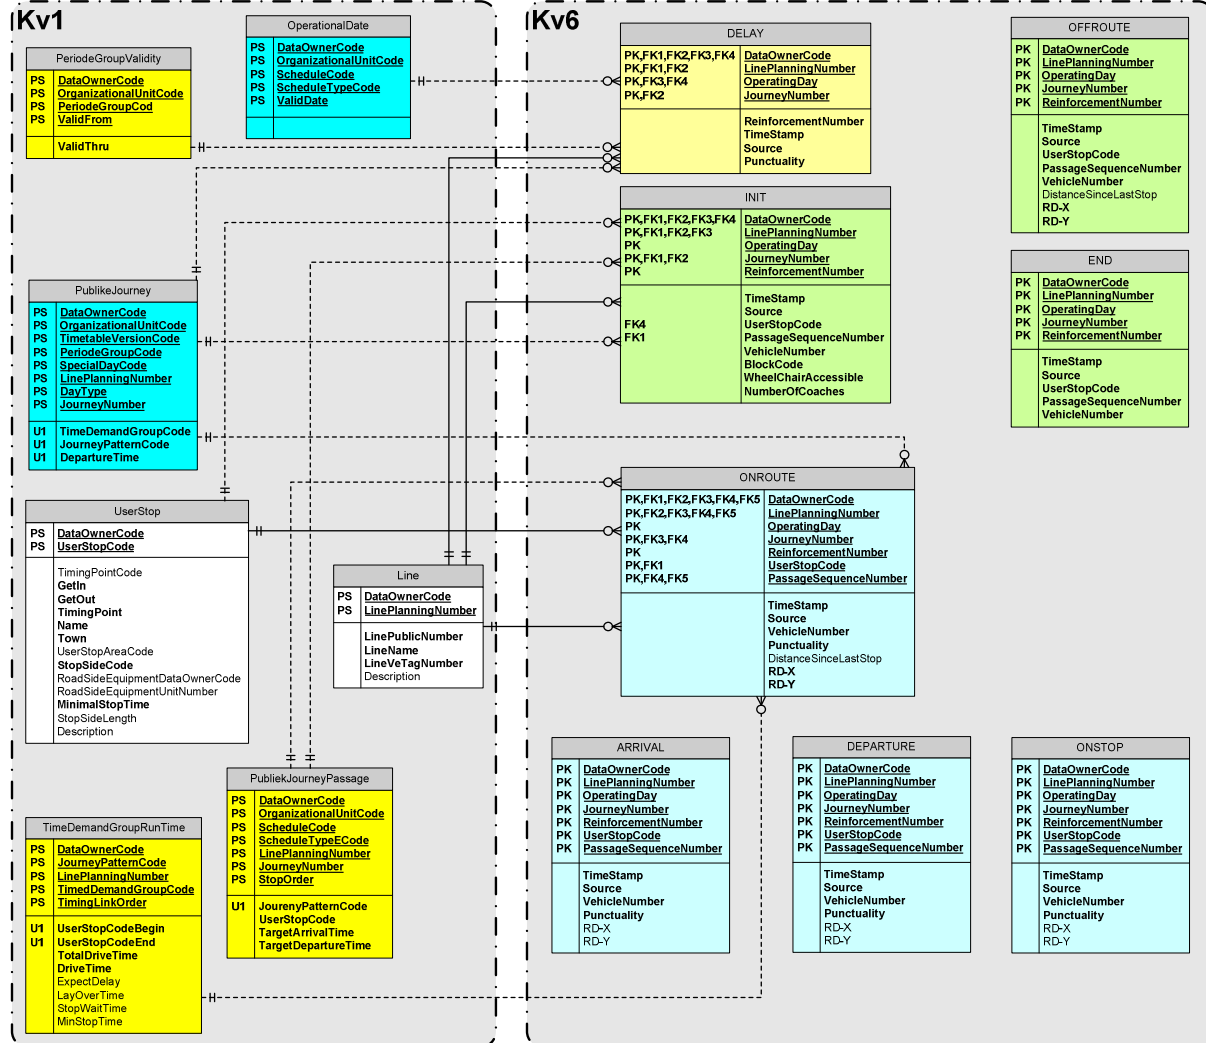 Kv1
PeriodeGroupValidity
PS DataOwnerCode
PS OrganizationalUnitCode
PS PeriodeGroupCod
PS ValidFrom
ValidThru
OperationalDate
PS DataOwnerCode
PS OrganizationalUnitCode
PS ScheduleCode
PS ScheduleTypeCode
PS ValidDate
PublikeJourney
PS DataOwnerCode
PS OrganizationalUnitCode
PS TimetableVersionCode
PS PeriodeGroupCode
PS SpecialDayCode
PS LinePlanningNumber
PS DayType
PS JourneyNumber
U1 TimeDemandGroupCode
U1 JourneyPatternCode
U1 DepartureTime
UserStop
PS DataOwnerCode
PS UserStopCode
TimingPointCode
GetIn
GetOut
TimingPoint
Name
Town
UserStopAreaCode
StopSideCode
RoadSideEquipmentDataOwnerCode
RoadSideEquipmentUnitNumber
MinimalStopTime
StopSideLength
Description
Line
PS DataOwnerCode
PS LinePlanningNumber
LinePublicNumber
LineName
LineVeTagNumber
Description
PubliekJourneyPassage
PS DataOwnerCode
PS OrganizationalUnitCode
PS ScheduleCode
PS ScheduleTypeECode
PS LinePlanningNumber
PS JourneyNumber
PS StopOrder
U1 JourenyPatternCode
UserStopCode
TargetArrivalTime
TargetDepartureTime
TimeDemandGroupRunTime
PS DataOwnerCode
PS JourneyPatternCode
PS LinePlanningNumber
PS TimedDemandGroupCode
PS TimingLinkOrder
U1 UserStopCodeBegin
U1 UserStopCodeEnd
TotalDriveTime
DriveTime
ExpectDelay
LayOverTime
StopWaitTime
MinStopTime
Kv6
DELAY
PK,FK1,FK2,FK3,FK4 DataOwnerCode
PK,FK1,FK2 LinePlanningNumber
PK,FK3,FK4 OperatingDay
PK,FK2 JourneyNumber
ReinforcementNumber
TimeStamp
Source
Punctuality
INIT
PK,FK1,FK2,FK3,FK4 DataOwnerCode
PK,FK1,FK2,FK3 LinePlanningNumber
PK OperatingDay
PK,FK1,FK2 JourneyNumber
PK ReinforcementNumber
TimeStamp
Source
FK4 UserStopCode
FK1 PassageSequenceNumber
VehicleNumber
BlockCode
WheelChairAccessible
NumberOfCoaches
OFFROUTE
PK DataOwnerCode
PK LinePlanningNumber
PK OperatingDay
PK JourneyNumber
PK ReinforcementNumber
TimeStamp
Source
UserStopCode
PassageSequenceNumber
VehicleNumber
DistanceSinceLastStop
RD-X
RD-Y
END
PK DataOwnerCode
PK LinePlanningNumber
PK OperatingDay
PK JourneyNumber
PK ReinforcementNumber
TimeStamp
Source
UserStopCode
PassageSequenceNumber
VehicleNumber
ONROUTE
PK,FK1,FK2,FK3,FK4,FK5 DataOwnerCode
PK,FK2,FK3,FK4,FK5 LinePlanningNumber
PK OperatingDay
PK,FK3,FK4 JourneyNumber
PK ReinforcementNumber
PK,FK1 UserStopCode
PK,FK4,FK5 PassageSequenceNumber
TimeStamp
Source
VehicleNumber
Punctuality
DistanceSinceLastStop
RD-X
RD-Y
ARRIVAL
PK DataOwnerCode
PK LinePlanningNumber
PK OperatingDay
PK JourneyNumber
PK ReinforcementNumber
PK UserStopCode
PK PassageSequenceNumber
TimeStamp
Source
VehicleNumber
Punctuality
RD-X
RD-Y
DEPARTURE
PK DataOwnerCode
PK LinePlanningNumber
PK OperatingDay
PK JourneyNumber
PK ReinforcementNumber
PK UserStopCode
PK PassageSequenceNumber
TimeStamp
Source
VehicleNumber
Punctuality
RD-X
RD-Y
ONSTOP
PK DataOwnerCode
PK LinePlanningNumber
PK OperatingDay
PK JourneyNumber
PK ReinforcementNumber
PK UserStopCode
PK PassageSequenceNumber
TimeStamp
Source
VehicleNumber
Punctuality
RD-X
RD-Y